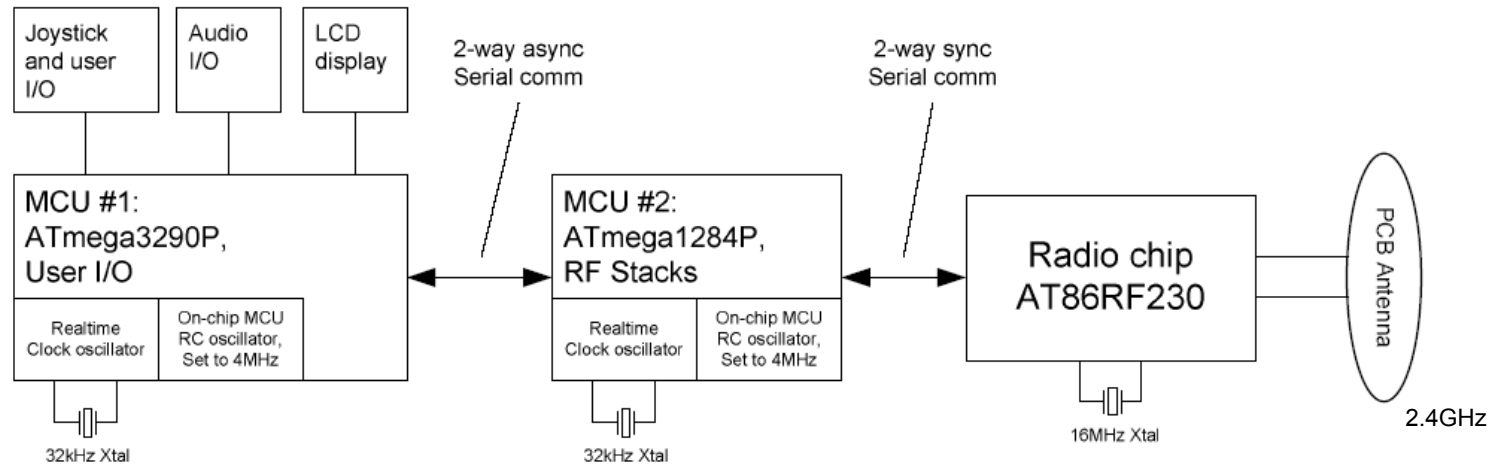 Joystick
and user
I/O
Audio
I/O
LCD
display
2-way async
Serial comm
2-way sync
Serial comm
MCU #1:
ATmega3290P,
User I/O
Realtime
Clock oscillator
On-chip MCU
RC oscillator,
Set to 4MHz
32kHz Xtal
MCU #2:
ATmega1284P,
RF Stacks
Realtime
Clock oscillator
On-chip MCU
RC oscillator,
Set to 4MHz
32kHz Xtal
Radio chip
AT86RF230
16MHz Xtal
PCB Antenna
2.4GHz